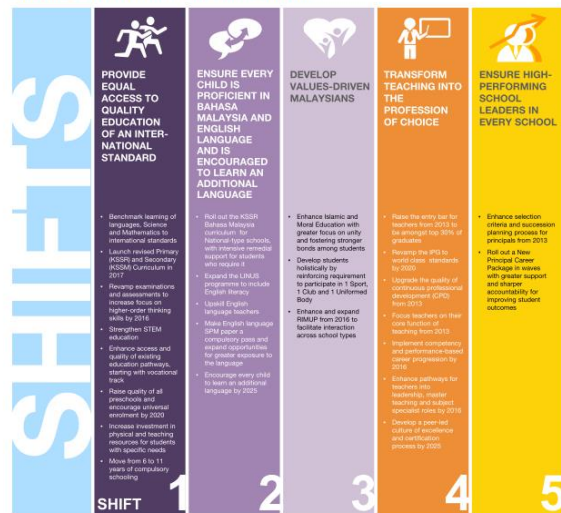 SHIFTS
PROVIDE
EQUAL
ACCESS TO
QUALITY
EDUCATION
OF AN INTER-
NATIONAL
STANDARD
• Benchmark learning of
languages, Science
and Mathematics to
international standards
• Launch revised Primary
(KSSR) and Secondary
(KSSM) Curriculum in
2017
• Revamp examinations
and assessments to
increase focus on
higher-order thinking
skills by 2016
• Strengthen STEM
education
• Enhance access and
quality of existing
education pathways,
starting with vocational
track
• Raise quality of all
preschools and
encourage universal
enrolment by 2020
• Increase investment in
physical and teaching
resources for students
with specific needs
• Move from 6 to 11
years of compulsory
schooling
SHIFT 1
ENSURE EVERY
CHILD IS
PROFICIENT IN
BAHASA
MALAYSIA AND
ENGLISH
LANGUAGE
AND IS
ENCOURAGED
TO LEARN AN
ADDITIONAL
LANGUAGE
• Roll out the KSSR
Bahasa Malaysia
curriculum for
National-type schools,
with intensive remedial
support for students
who require it
• Expand the LINUS
programme to include
English literacy
• Upskill English
language teachers
• Make English language
SPM paper a
compulsory pass and
expand opportunities
for greater exposure to
the language
• Encourage every child
to learn an additional
language by 2025
2
DEVELOP
VALUES-DRIVEN
MALAYSIANS
• Enhance Islamic and
Moral Education with
greater focus on unity
and fostering stronger
bonds among students
• Develop students
holistically by
reinforcing requirement
to participate in 1 Sport,
1 Club and 1 Uniformed
Body
• Enhance and expand
RIMUP from 2016 to
facilitate interaction
across school types
3
TRANSFORM
TEACHING INTO
THE
PROFESSION
OF CHOICE
• Raise the entry bar for
teachers from 2013 to
be amongst top 30% of
graduates
• Revamp the IPG to
world class standards
by 2020
• Upgrade the quality of
continuous professional
development (CPD)
from 2013
• Focus teachers on their
core function of
teaching from 2013
• Implement competency
and performance-based
career progression by
2016
• Enhance pathways for
teachers into
leadership, master
teaching and subject
specialist roles by 2016
• Develop a peer-led
culture of excellence
and certification
process by 2025
4
ENSURE HIGH-
PERFORMING
SCHOOL
LEADERS IN
EVERY SCHOOL
• Enhance selection
criteria and succession
planning process for
principals from 2013
• Roll out a New
Principal Career
Package in waves
with greater support
and sharper
accountability for
improving student
outcomes
5